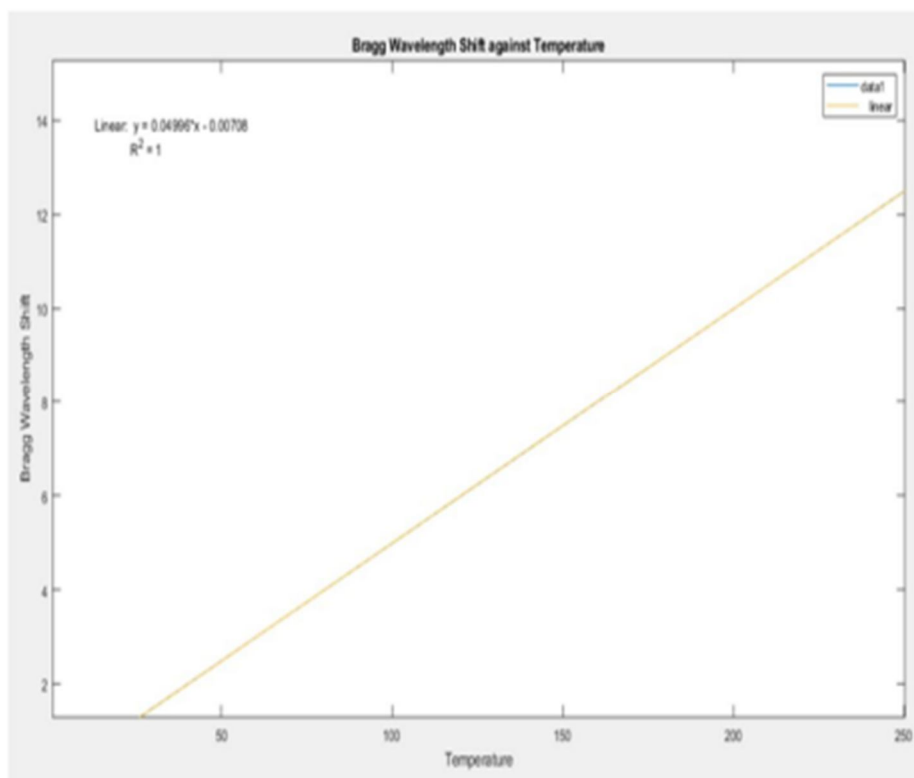 Bragg Wavelength Shift against Temperature
data1
linear
Linear: y = 0.04996*x - 0.00708
R² = 1
14
12
10
8
6
4
2
Bragg Wavelength Shift
50 100 150 200 250
Temperature